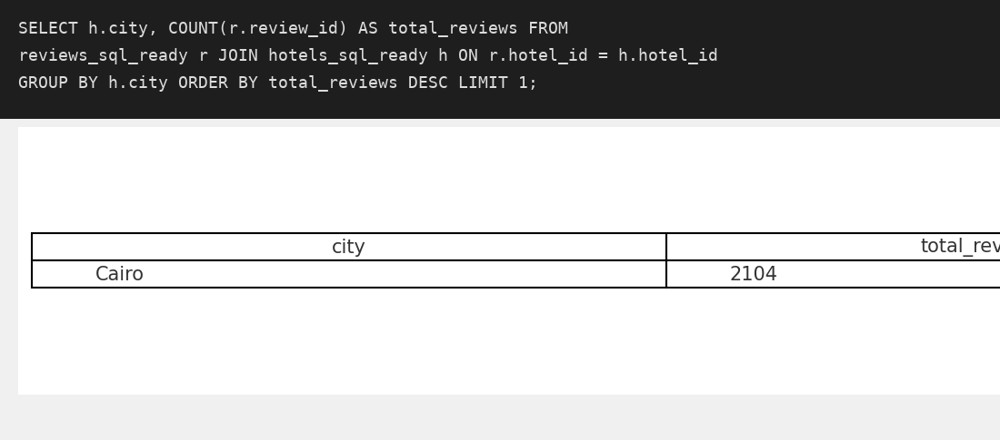 SELECT h.city, COUNT(r.review_id) AS total_reviews FROM
reviews_sql_ready r JOIN hotels_sql_ready h ON r.hotel_id = h.hotel_id
GROUP BY h.city ORDER BY total_reviews DESC LIMIT 1;
city total_rev
Cairo 2104